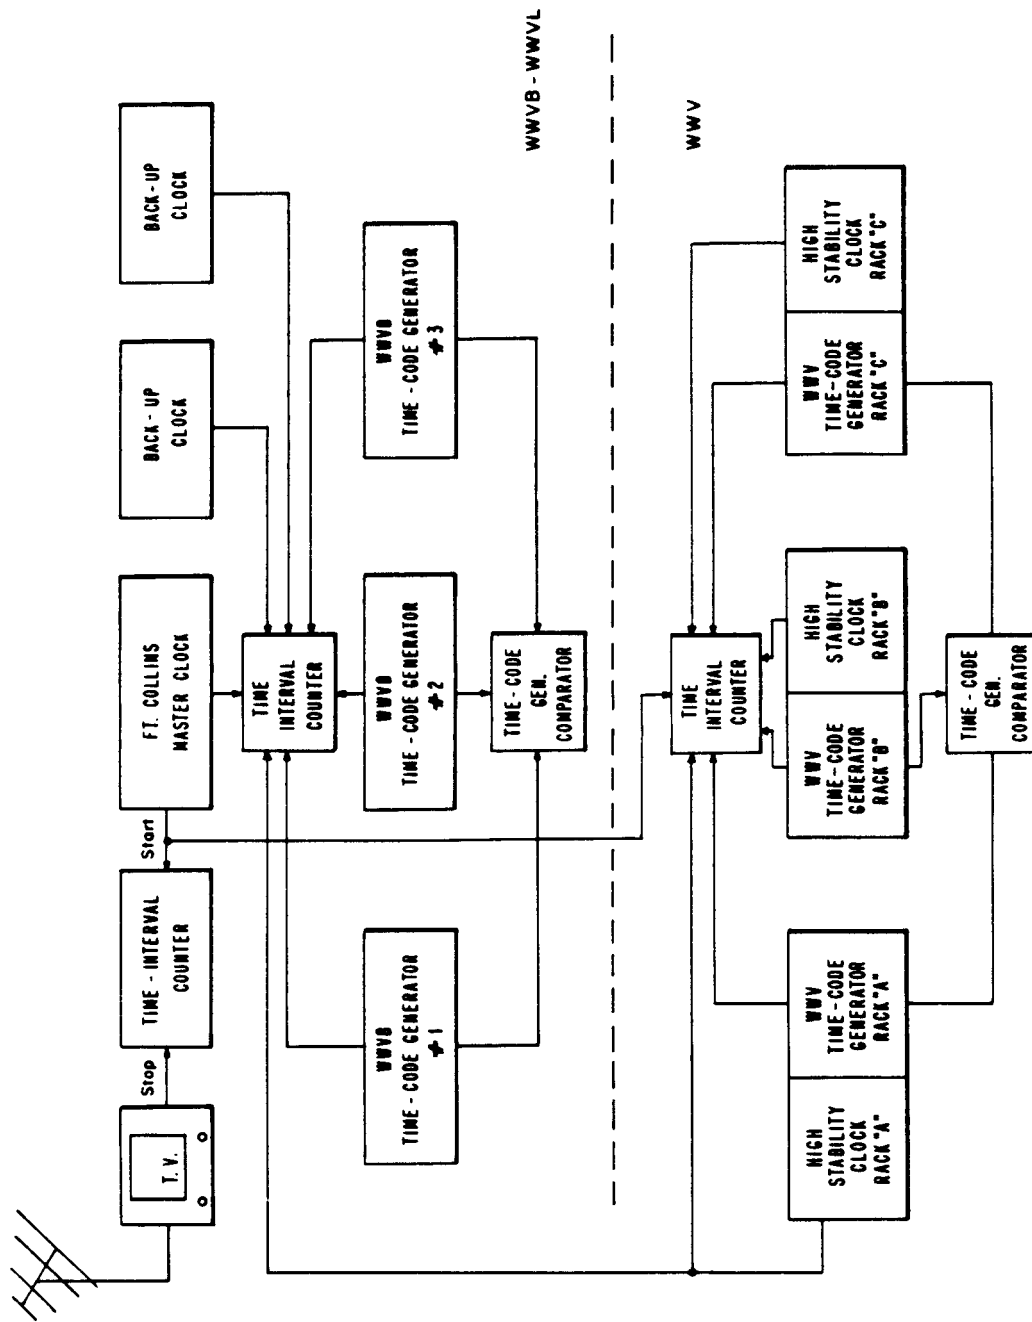 T. V.
Stop
TIME - INTERVAL
COUNTER
Start
FT. COLLINS
MASTER CLOCK
BACK - UP
CLOCK
BACK - UP
CLOCK
TIME
INTERVAL
COUNTER
WWVB
TIME - CODE GENERATOR
# 1
WWVB
TIME - CODE GENERATOR
# 2
WWVB
TIME - CODE GENERATOR
# 3
TIME - CODE
GEN.
COMPARATOR
WWVB - WWVL
WWV
TIME
INTERVAL
COUNTER
HIGH
STABILITY
CLOCK
RACK "A"
WWV
TIME - CODE
GENERATOR
RACK "A"
WWV
TIME - CODE
GENERATOR
RACK "B"
HIGH
STABILITY
CLOCK
RACK "B"
WWV
TIME - CODE
GENERATOR
RACK "C"
HIGH
STABILITY
CLOCK
RACK "C"
TIME - CODE
GEN.
COMPARATOR